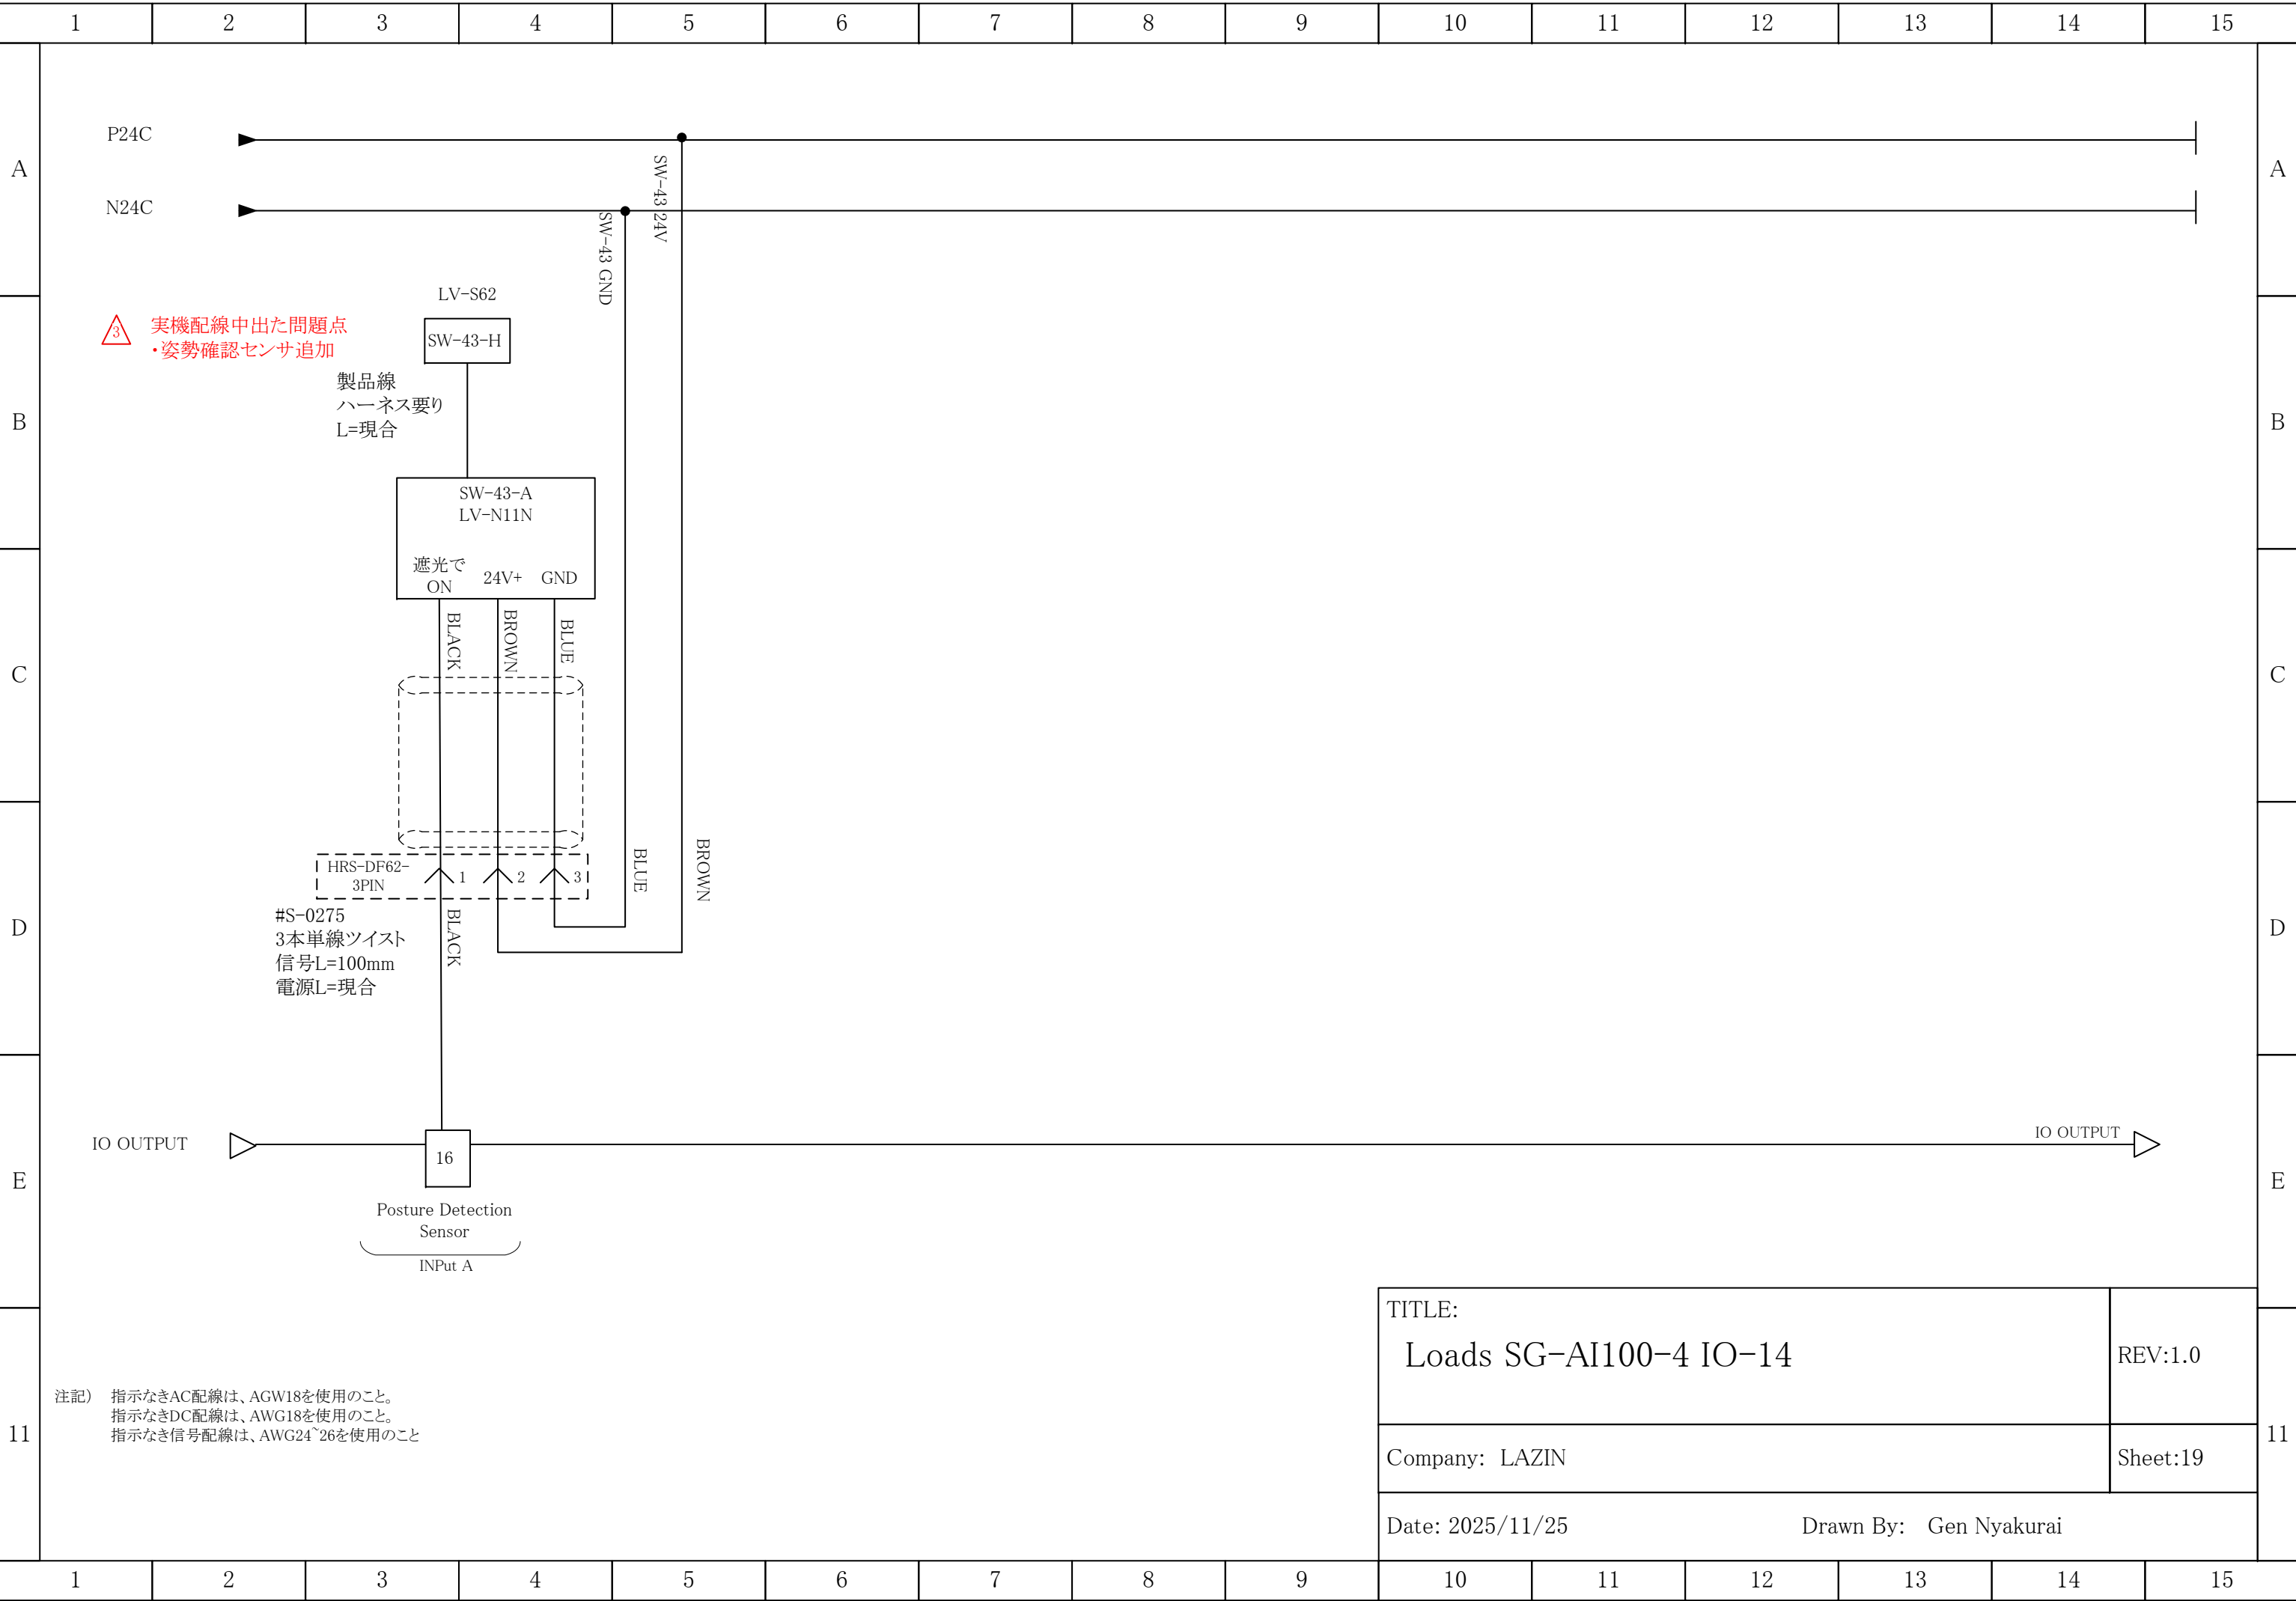 1 2 3 4 5 6 7 8 9 10 11 12 13 14 15
A
A
P24C
N24C
SW-43 24V
SW-43 GND
LV-S62
SW-43-H
3
実機配線中出た問題点
・姿勢確認センサ追加
製品線
ハーネス要り
L=現合
B
B
SW-43-A
LV-N11N
遮光で
ON
24V+
GND
BLACK
BROWN
BLUE
C
C
BLUE
BROWN
HRS-DF62-
3PIN
1
2
3
#S-0275
3本単線ツイスト
信号L=100mm
電源L=現合
BLACK
D
D
IO OUTPUT
16
IO OUTPUT
E
E
Posture Detection
Sensor
INPut A
TITLE:
Loads SG-AI100-4 IO-14
REV:1.0
Company: LAZIN
Sheet:19
Date: 2025/11/25
Drawn By: Gen Nyakurai
注記) 指示なきAC配線は、AGW18を使用のこと。
指示なきDC配線は、AWG18を使用のこと。
指示なき信号配線は、AWG24~26を使用のこと
11
11
1 2 3 4 5 6 7 8 9 10 11 12 13 14 15